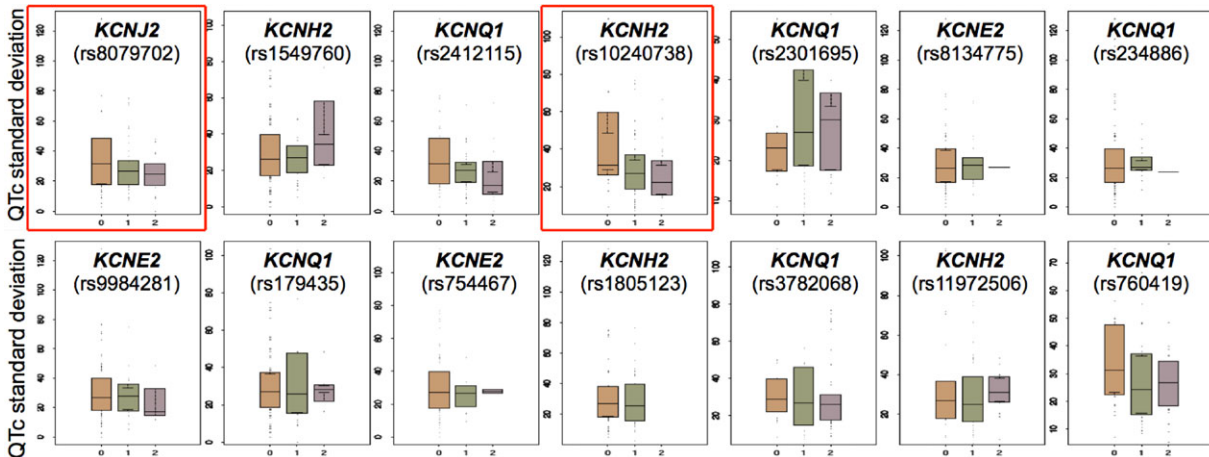 QTc standard deviation
KCNJ2
(rs8079702)
0 1 2
KCNH2
(rs1549760)
0 1 2
KCNQ1
(rs2412115)
0 1 2
KCNH2
(rs10240738)
0 1 2
KCNQ1
(rs2301695)
0 1 2
KCNE2
(rs8134775)
0 1 2
KCNQ1
(rs234886)
0 1 2
QTc standard deviation
KCNE2
(rs9984281)
0 1 2
KCNQ1
(rs179435)
0 1 2
KCNE2
(rs754467)
0 1 2
KCNH2
(rs1805123)
0 1 2
KCNQ1
(rs3782068)
0 1 2
KCNH2
(rs11972506)
0 1 2
KCNQ1
(rs760419)
0 1 2